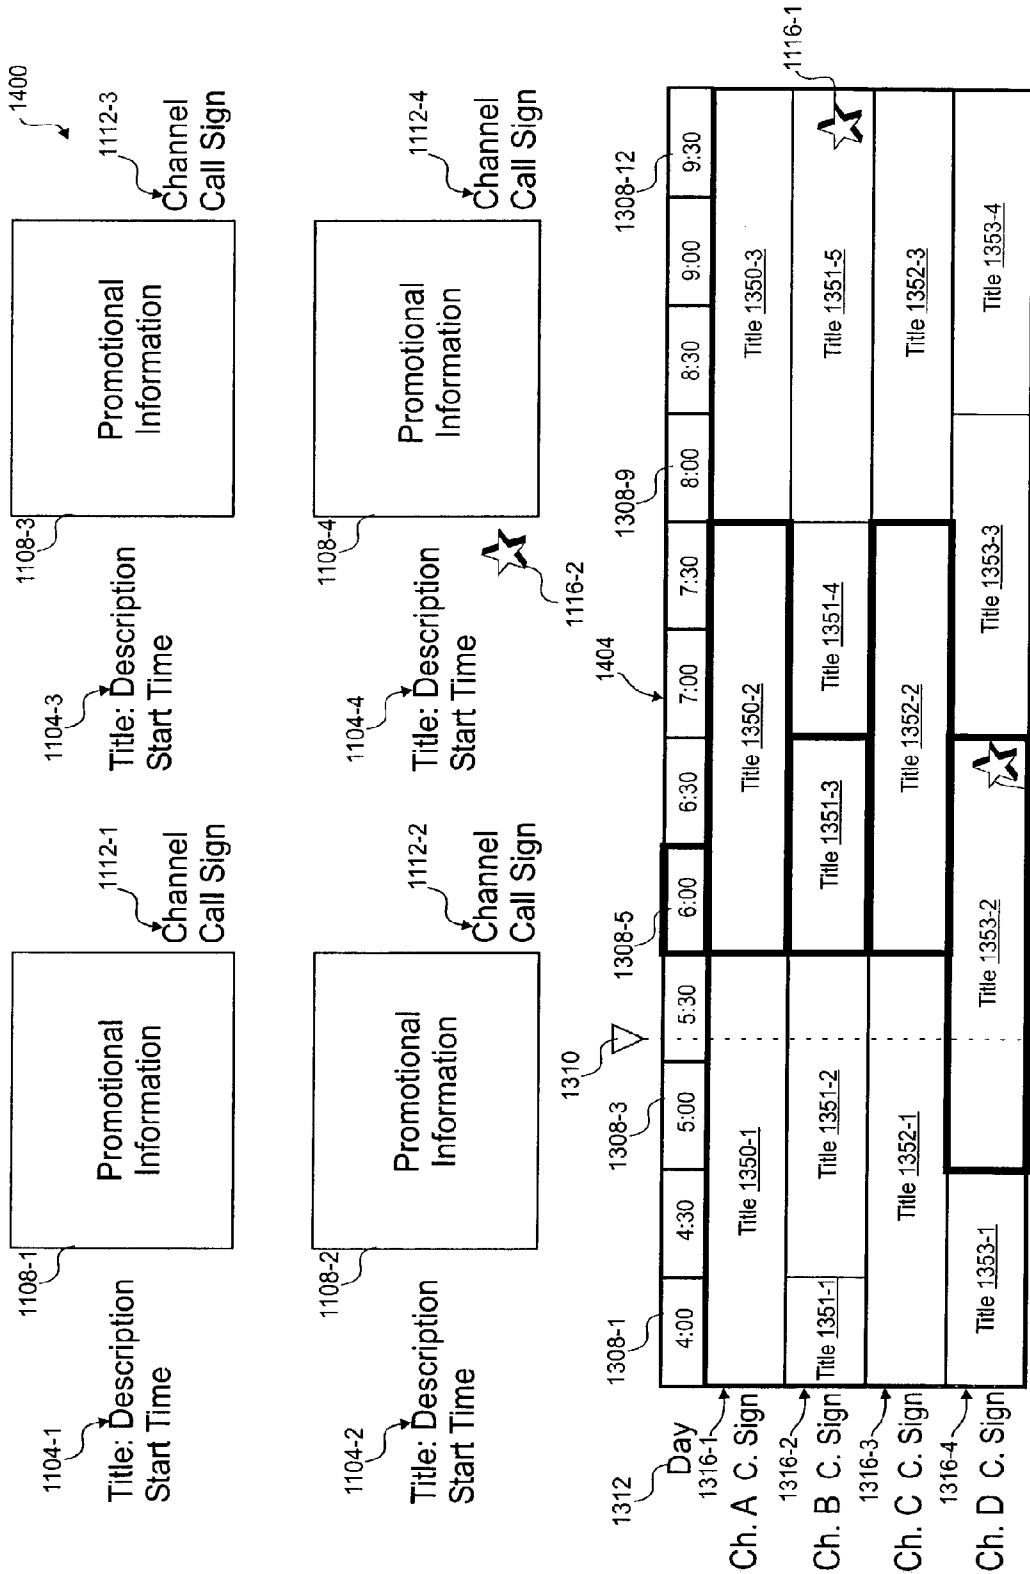 1400
1108-1
1104-1
Title: Description
Start Time
Promotional
Information
1112-1
Channel
Call Sign
1108-3
1104-3
Title: Description
Start Time
Promotional
Information
1112-3
Channel
Call Sign
1108-2
1104-2
Title: Description
Start Time
Promotional
Information
1112-2
Channel
Call Sign
1108-4
1104-4
Title: Description
Start Time
1116-2
Promotional
Information
1112-4
Channel
Call Sign
1308-1
1308-3
1310
1308-5
1404
1308-9
1308-12
1116-1
1312
Day
4:00 4:30 5:00 5:30 6:00 6:30 7:00 7:30 8:00 8:30 9:00 9:30
1316-1
Ch. A C. Sign
Title 1350-1 Title 1350-2 Title 1350-3
1316-2
Ch. B C. Sign
Title 1351-1 Title 1351-2 Title 1351-3 Title 1351-4 Title 1351-5
1316-3
Ch. C C. Sign
Title 1352-1 Title 1352-2 Title 1352-3
1316-4
Ch. D C. Sign
Title 1353-1 Title 1353-2 Title 1353-3 Title 1353-4